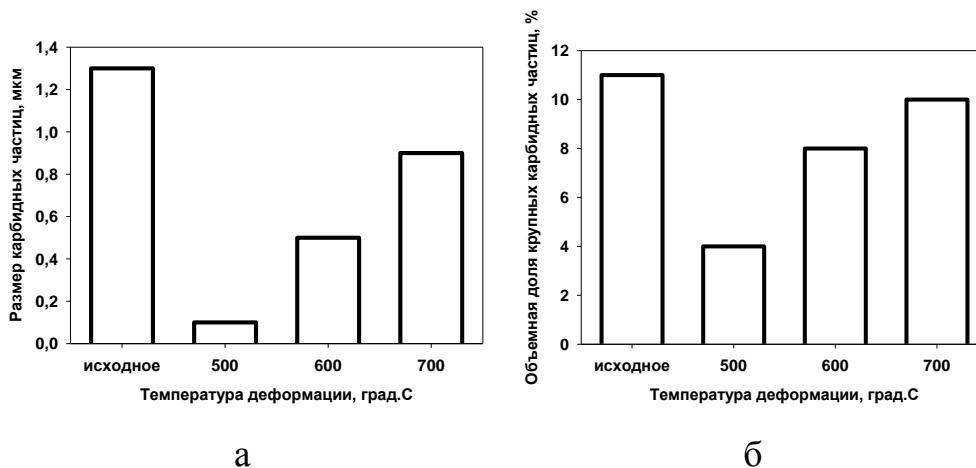 Размер карбидных частиц, мкм
1,4
1,2
1,0
0,8
0,6
0,4
0,2
0,0
исходное 500 600 700
Температура деформации, град.С
а
Объемная доля крупных карбидных частиц, %
12
10
8
6
4
2
0
исходное 500 600 700
Температура деформации, град.С
б